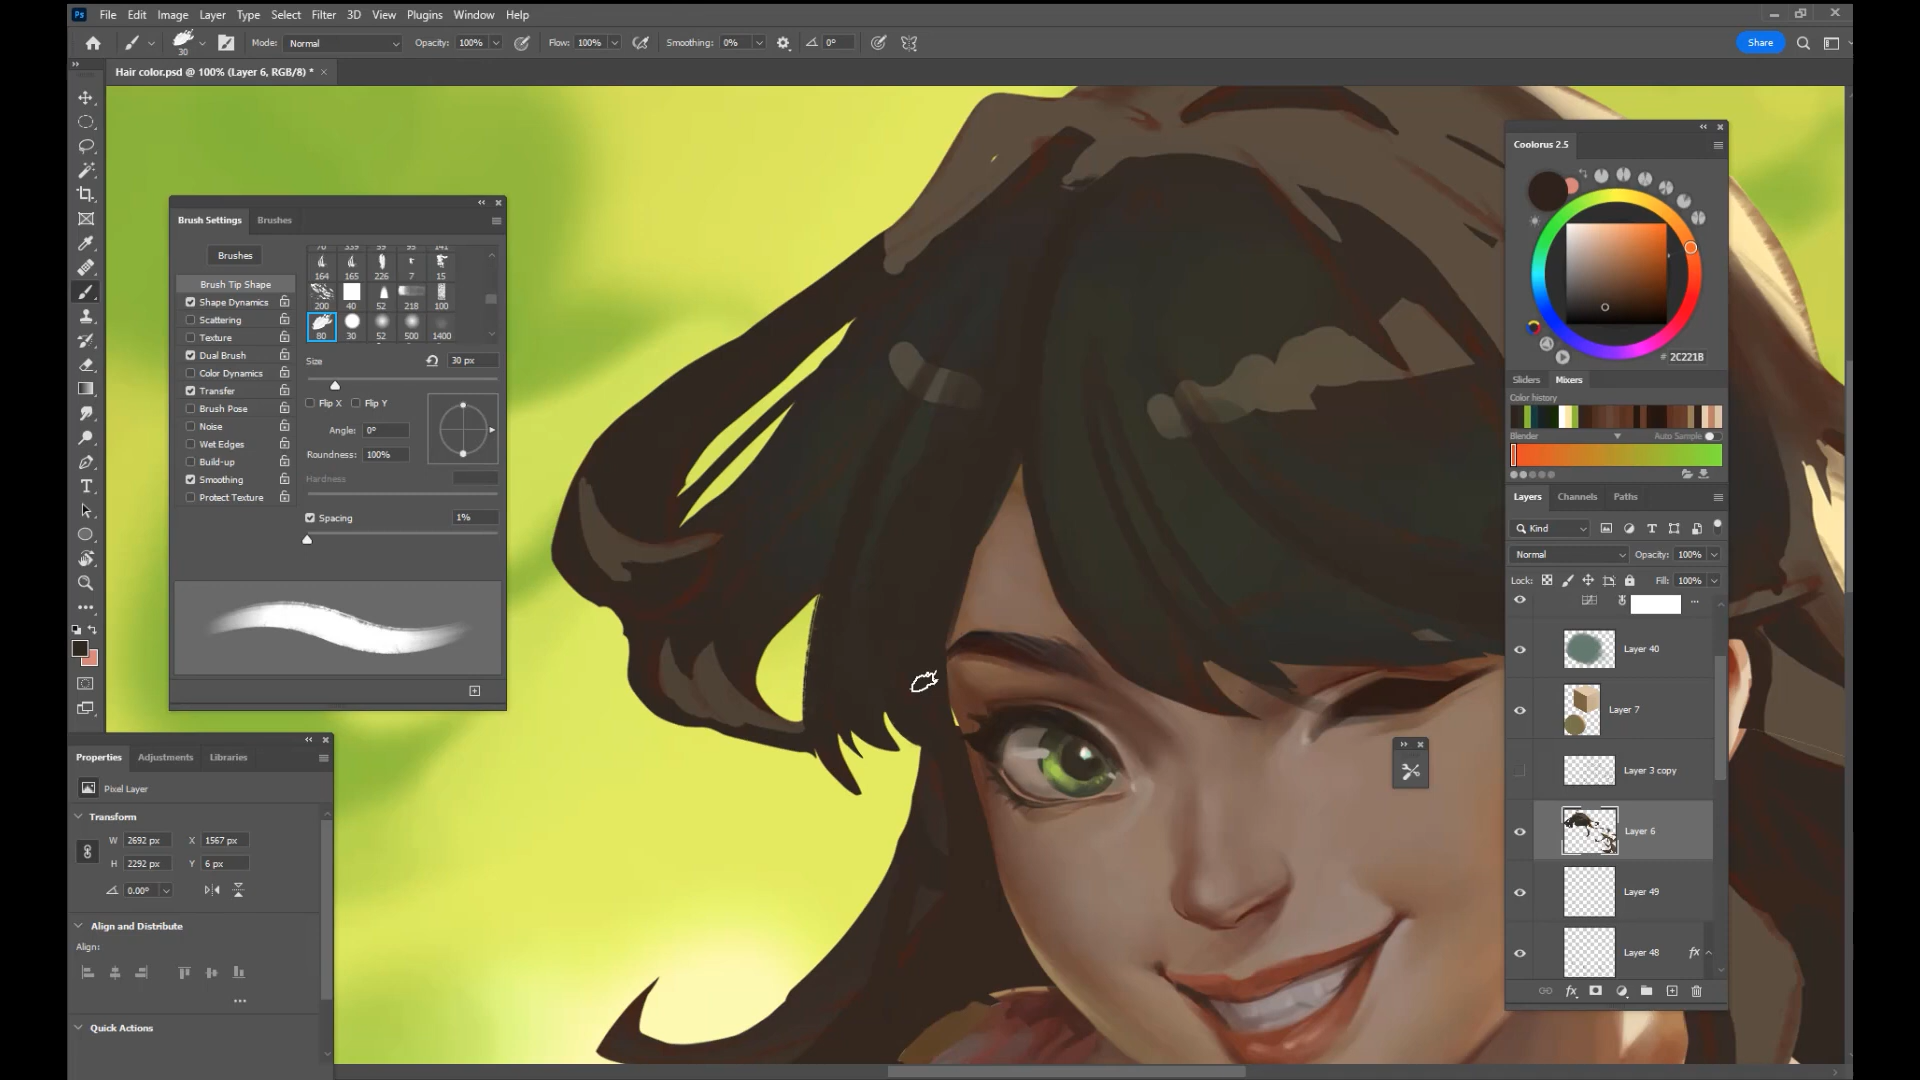 Ps File Edit Image Layer Type Select Filter 3D View Plugins Window Help
30 Mode: Normal Opacity: 100% Flow: 100% Smoothing: 0% 0° Share
Hair color.psd @ 100% (Layer 6, RGB/8) *
Brush Settings Brushes
Brushes
Brush Tip Shape
Shape Dynamics
Scattering
Texture
Dual Brush
Color Dynamics
Transfer
Brush Pose
Noise
Wet Edges
Build-up
Smoothing
Protect Texture
164 165 226 7 15
200 40 52 218 100
80 30 52 500 1400
Size 30 px
Flip X Flip Y
Angle: 0°
Roundness: 100%
Hardness
Spacing 1%
Properties Adjustments Libraries
Pixel Layer
Transform
W 2692 px X 1567 px
H 2292 px Y 6 px
0.00°
Align and Distribute
Align:
Quick Actions
Coolorus 2.5
# 2C221B
Sliders Mixers
Color history
Blender Auto Sample
Layers Channels Paths
Kind
Normal Opacity: 100%
Lock: Fill: 100%
Layer 40
Layer 7
Layer 3 copy
Layer 6
Layer 49
Layer 48 fx
fx